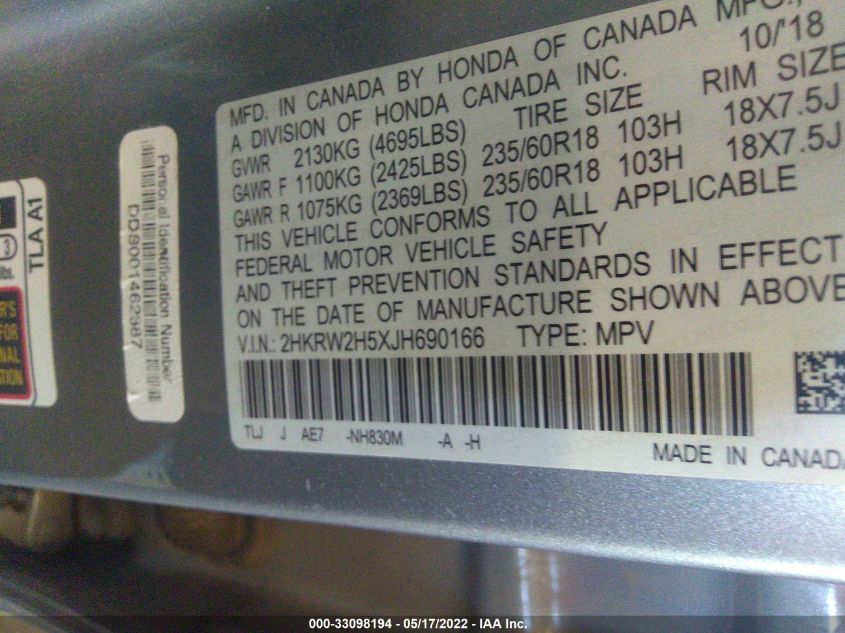 MFD. IN CANADA BY HONDA OF CANADA MFG.,
A DIVISION OF HONDA CANADA INC. 10/'18
GVWR 2130KG (4695LBS) TIRE SIZE RIM SIZE
GAWR F 1100KG (2425LBS) 235/60R18 103H 18X7.5J
GAWR R 1075KG (2369LBS) 235/60R18 103H 18X7.5J
THIS VEHICLE CONFORMS TO ALL APPLICABLE
FEDERAL MOTOR VEHICLE SAFETY
AND THEFT PREVENTION STANDARDS IN EFFECT
ON THE DATE OF MANUFACTURE SHOWN ABOVE
V.I.N.: 2HKRW2H5XJH690166 TYPE: MPV
TLJ J AE7 -NH830M -A -H
MADE IN CANADA
Personal Identification Number
TLA A1
lbs.
000-33098194 - 05/17/2022 - IAA Inc.